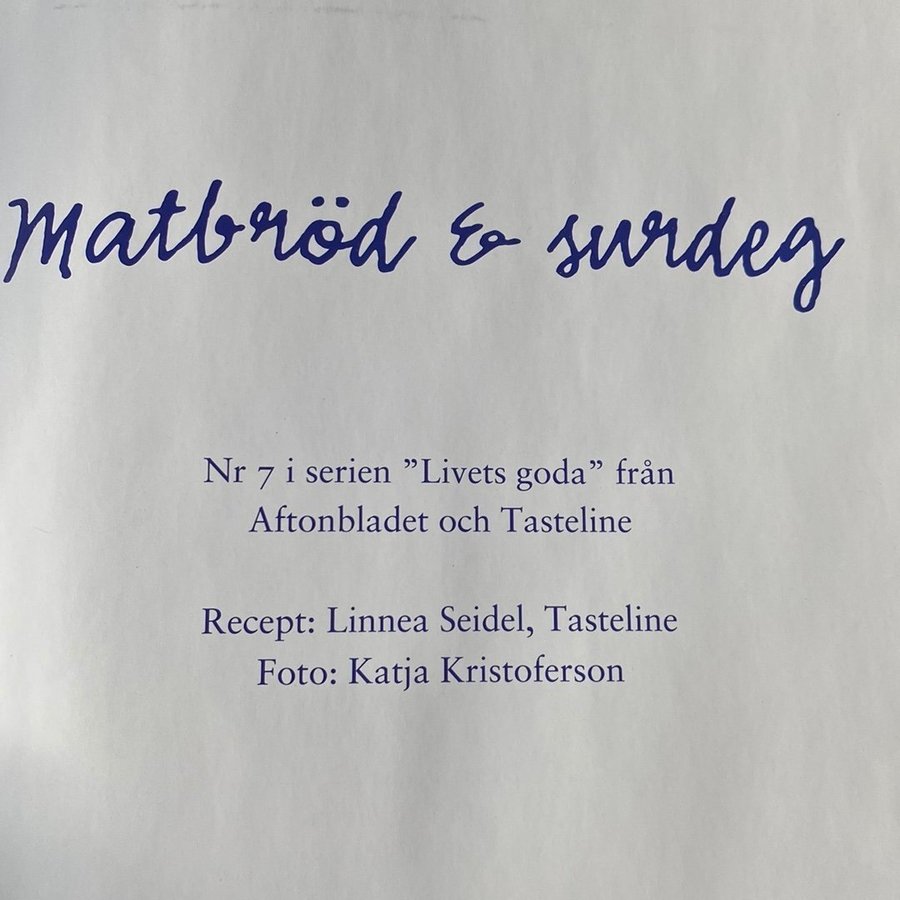 Matbröd & surdeg
Nr 7 i serien ”Livets goda” från
Aftonbladet och Tasteline
Recept: Linnea Seidel, Tasteline
Foto: Katja Kristoferson